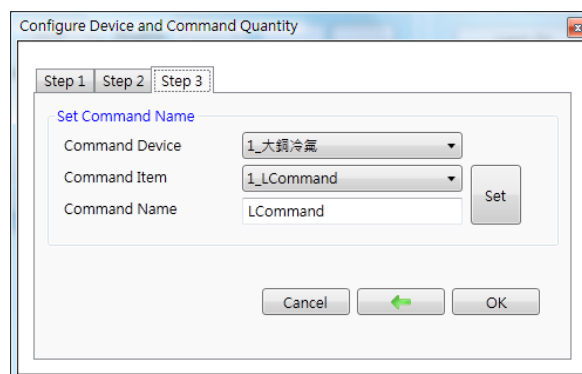 Configure Device and Command Quantity
Step 1 Step 2 Step 3
Set Command Name
Command Device 1_大鋼冷氣
Command Item 1_LCommand
Set
Command Name LCommand
Cancel OK